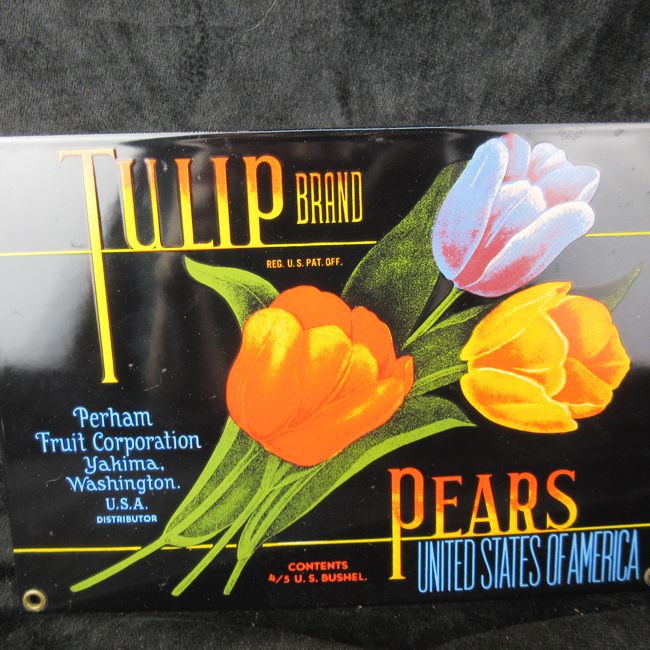 TULIP BRAND
REG. U.S. PAT. OFF.
Perham
Fruit Corporation
Yakima,
Washington.
U.S.A.
DISTRIBUTOR
PEARS
UNITED STATES OF AMERICA
CONTENTS
4/5 U.S. BUSHEL.